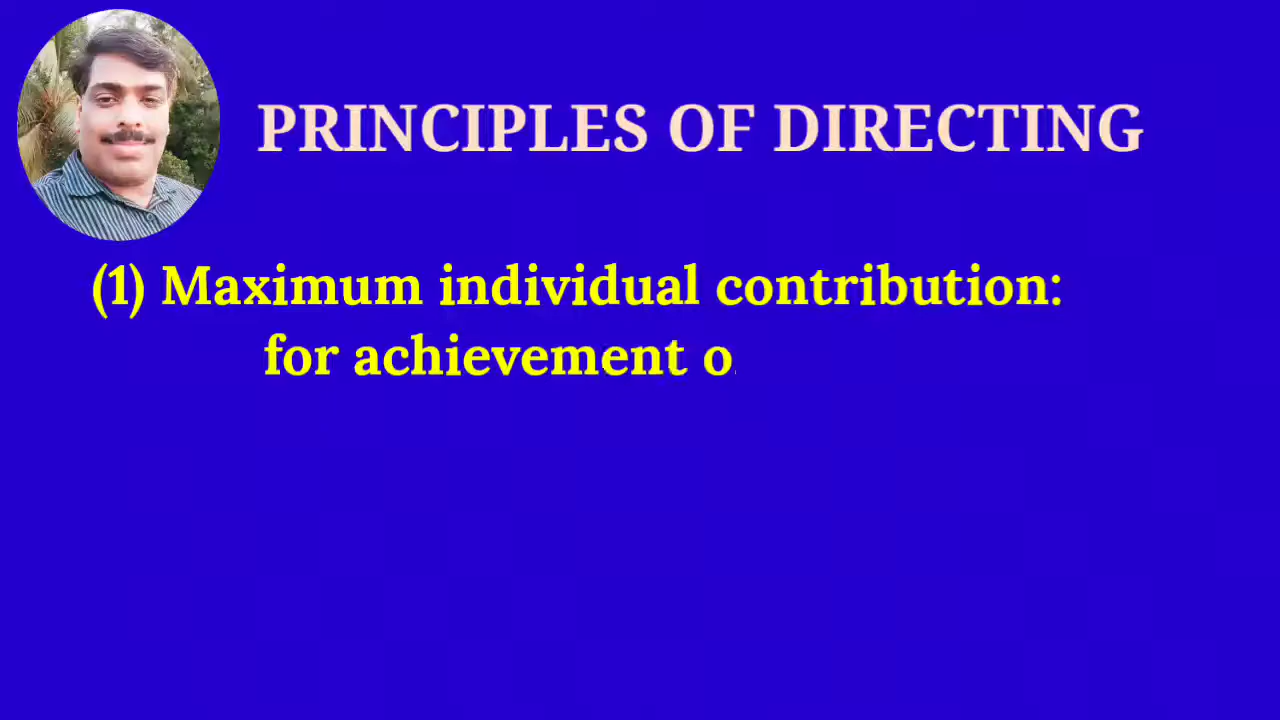 PRINCIPLES OF DIRECTING
(1) Maximum individual contribution:
for achievement o